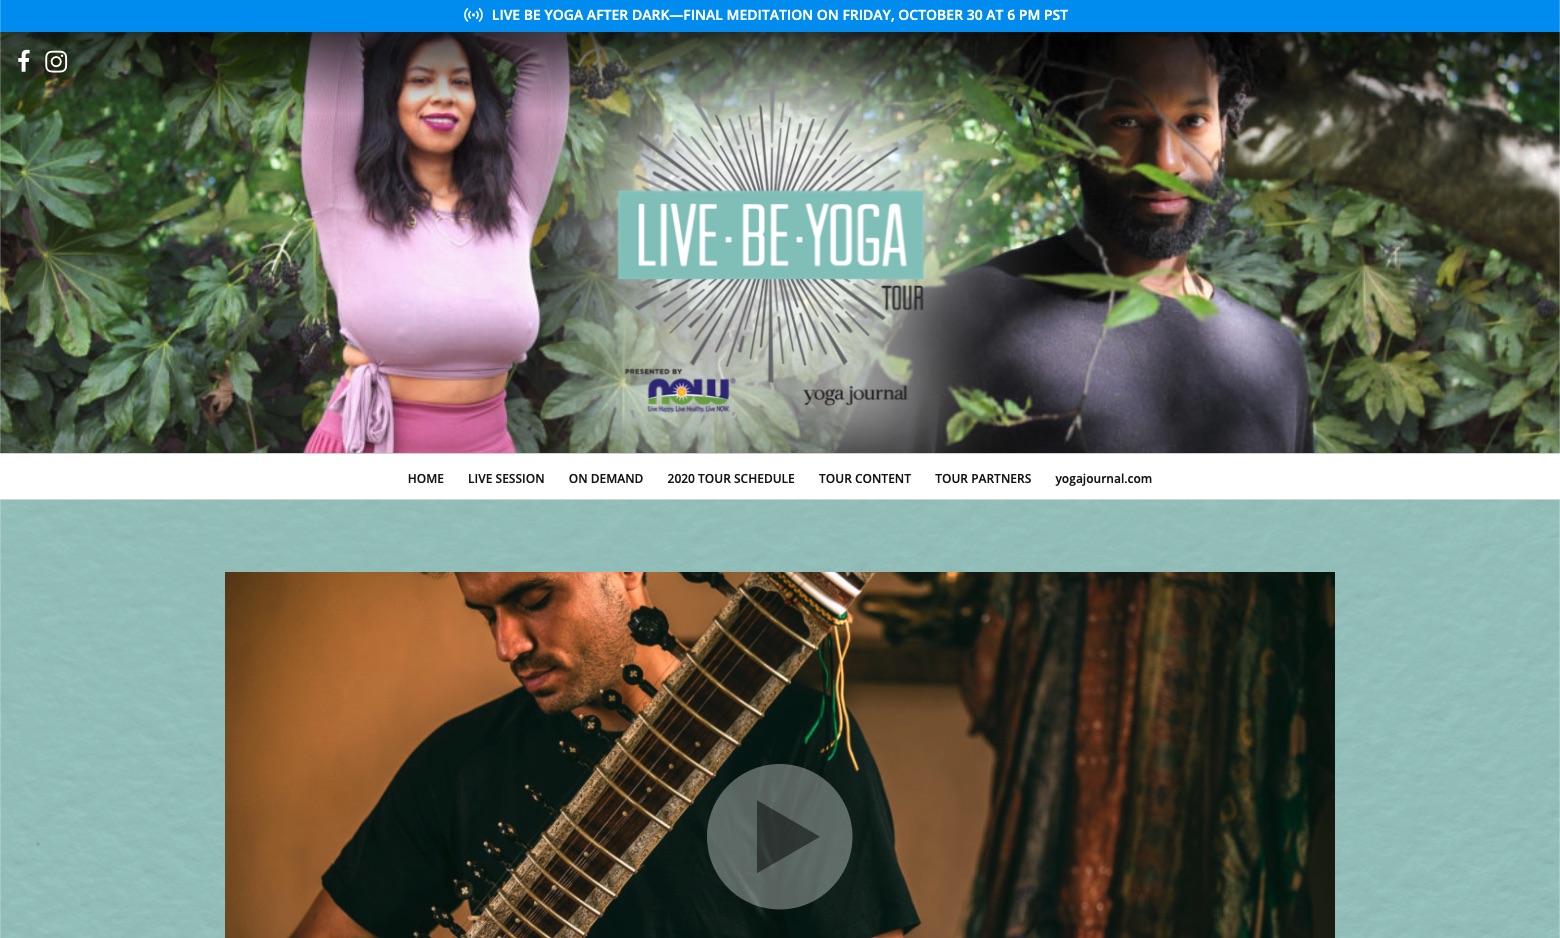 LIVE BE YOGA AFTER DARK—FINAL MEDITATION ON FRIDAY, OCTOBER 30 AT 6 PM PST
LIVE·BE·YOGA
TOUR
PRESENTED BY
NOW®
Live Happy. Live Healthy. Live NOW.
yoga journal
HOME LIVE SESSION ON DEMAND 2020 TOUR SCHEDULE TOUR CONTENT TOUR PARTNERS yogajournal.com